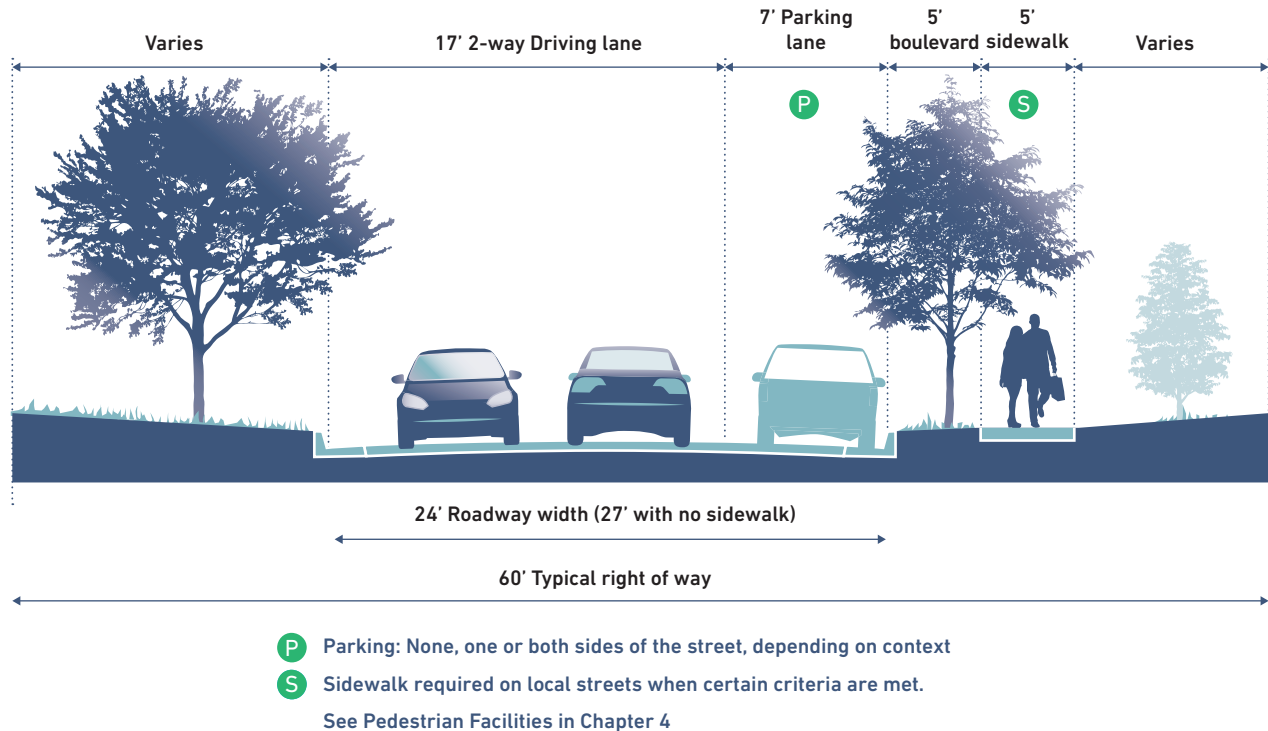 Varies
17’ 2-way Driving lane
7’ Parking
lane
5’
boulevard
5’
sidewalk
Varies
P
S
24’ Roadway width (27’ with no sidewalk)
60’ Typical right of way
P Parking: None, one or both sides of the street, depending on context
S Sidewalk required on local streets when certain criteria are met.
See Pedestrian Facilities in Chapter 4